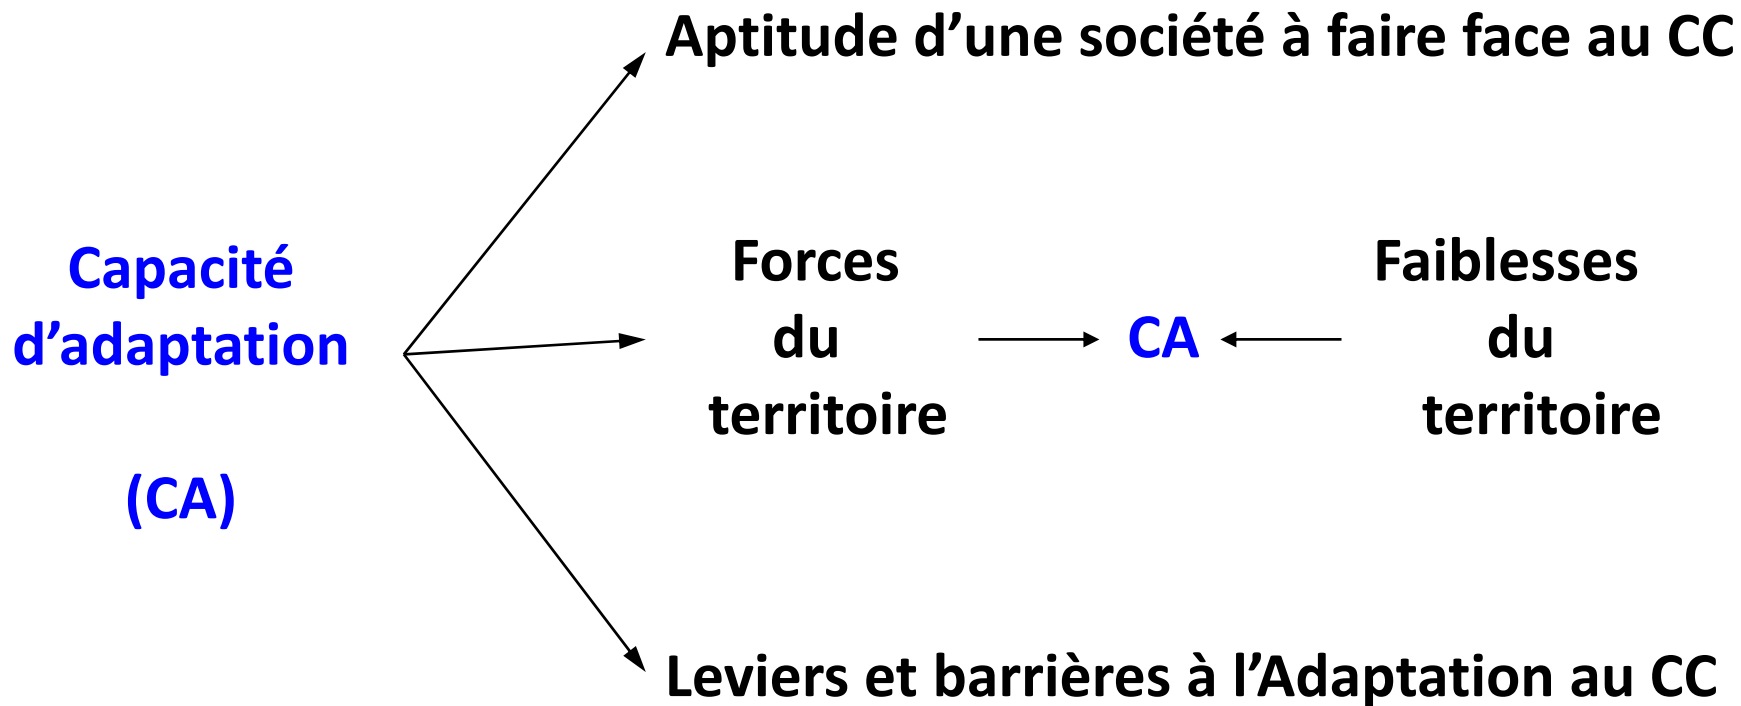 Aptitude d’une société à faire face au CC
Capacité
d’adaptation
(CA)
Forces
du
territoire
CA
Faiblesses
du
territoire
Leviers et barrières à l’Adaptation au CC